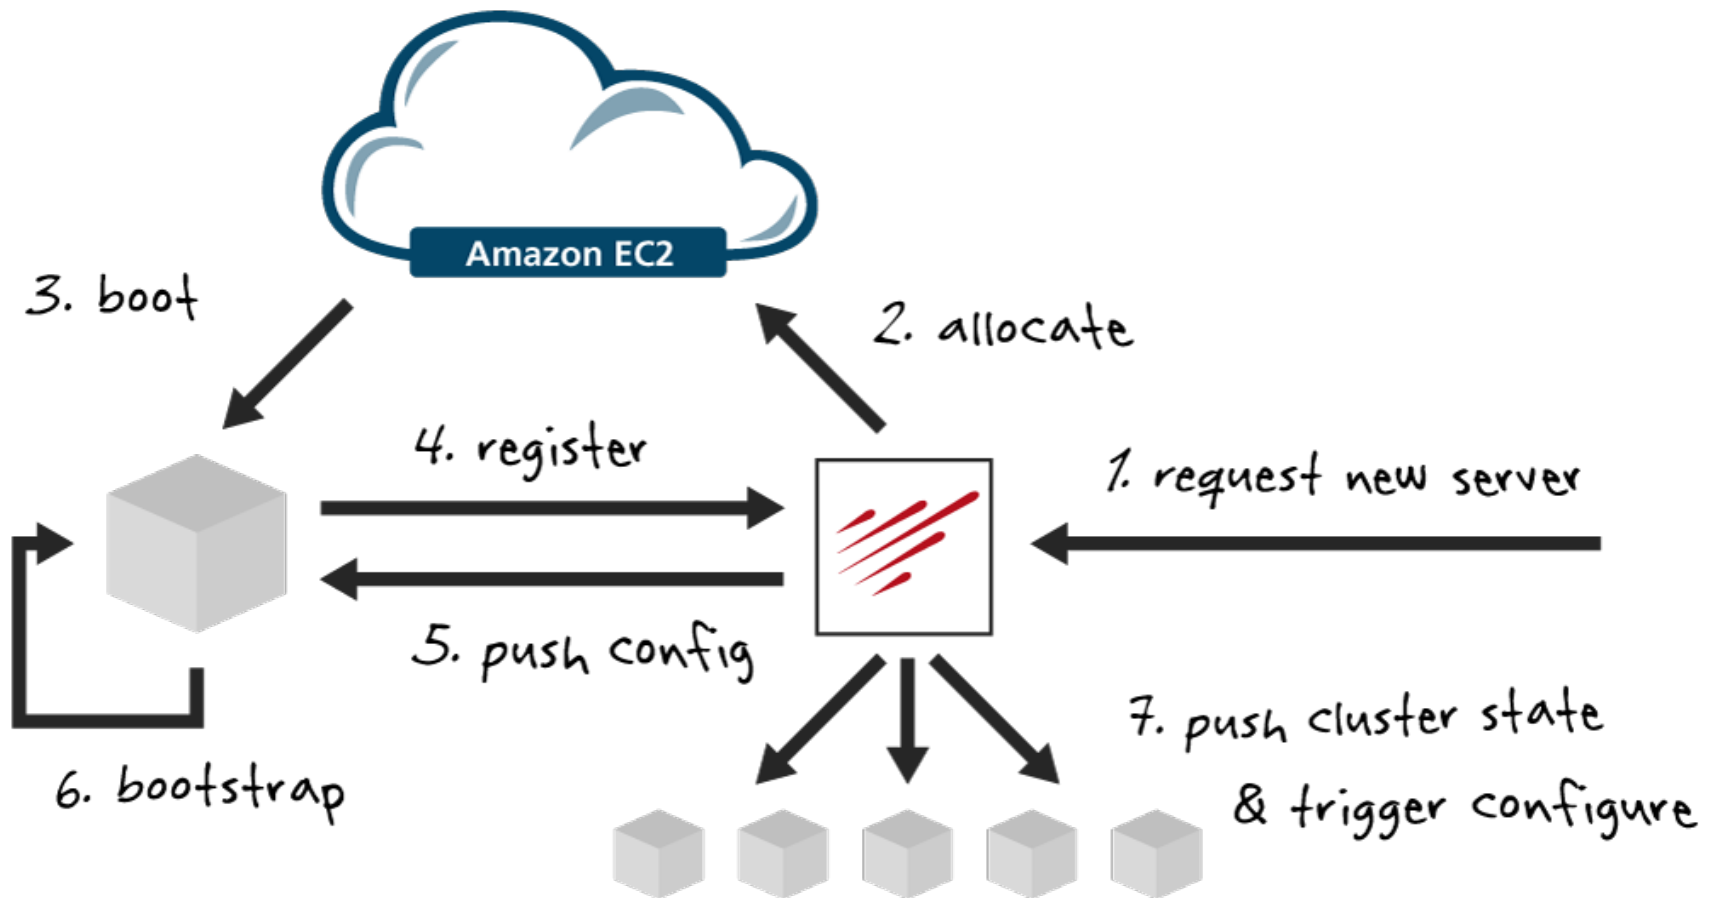 Amazon EC2
3. boot
2. allocate
4. register
1. request new server
5. push config
7. push cluster state
& trigger configure
6. bootstrap